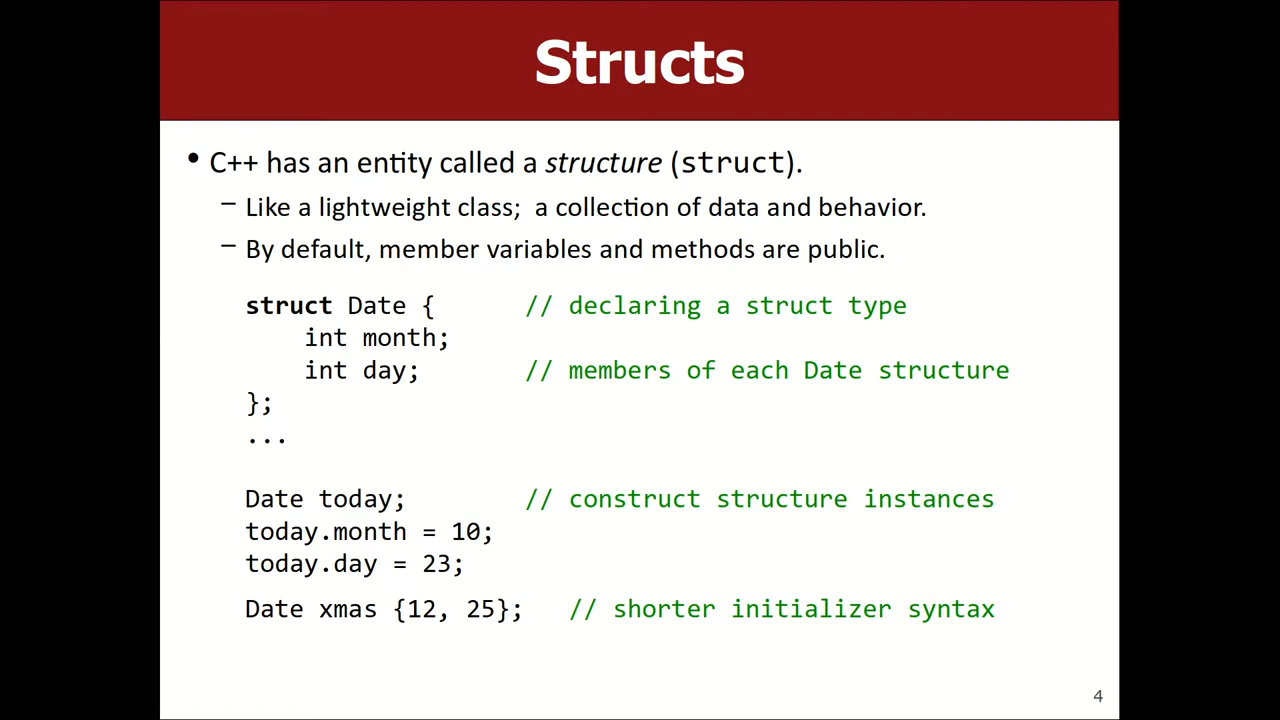 Structs
• C++ has an entity called a structure (struct).
– Like a lightweight class;  a collection of data and behavior.
– By default, member variables and methods are public.
struct Date {      // declaring a struct type
    int month;
    int day;       // members of each Date structure
};
...
Date today;        // construct structure instances
today.month = 10;
today.day = 23;
Date xmas {12, 25};   // shorter initializer syntax
4